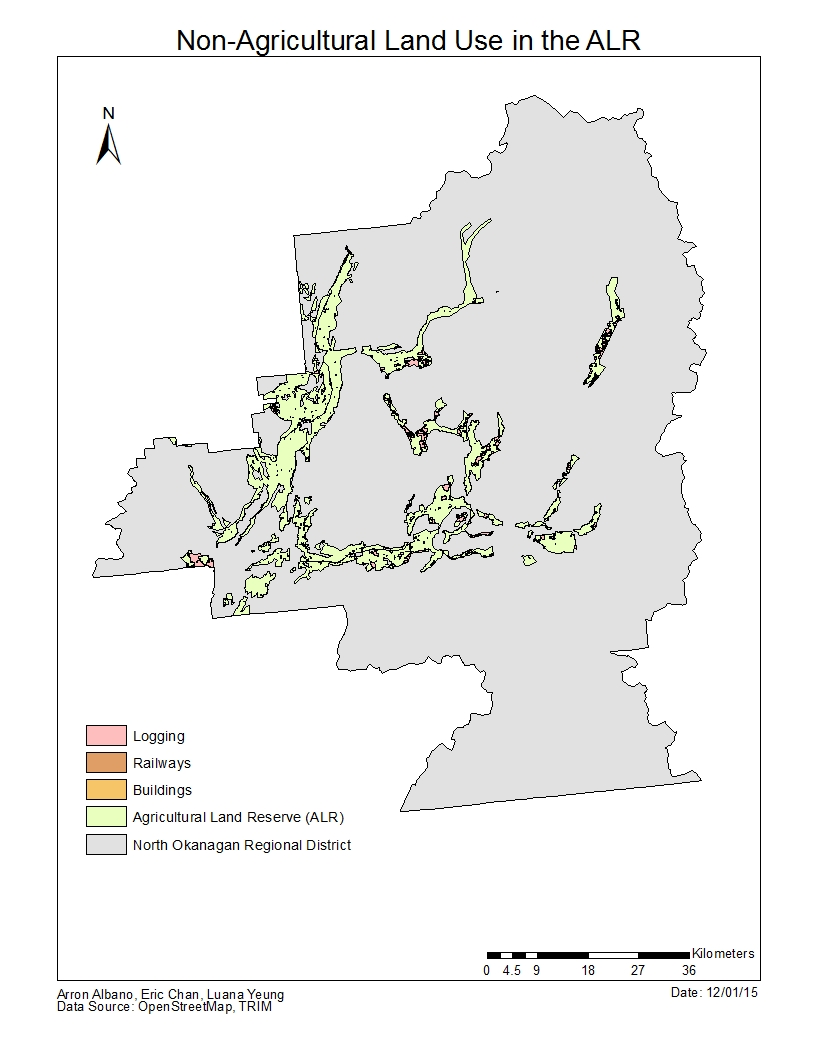 Non-Agricultural Land Use in the ALR
N
Logging
Railways
Buildings
Agricultural Land Reserve (ALR)
North Okanagan Regional District
Kilometers
0 4.5 9 18 27 36
Arron Albano, Eric Chan, Luana Yeung
Data Source: OpenStreetMap, TRIM
Date: 12/01/15